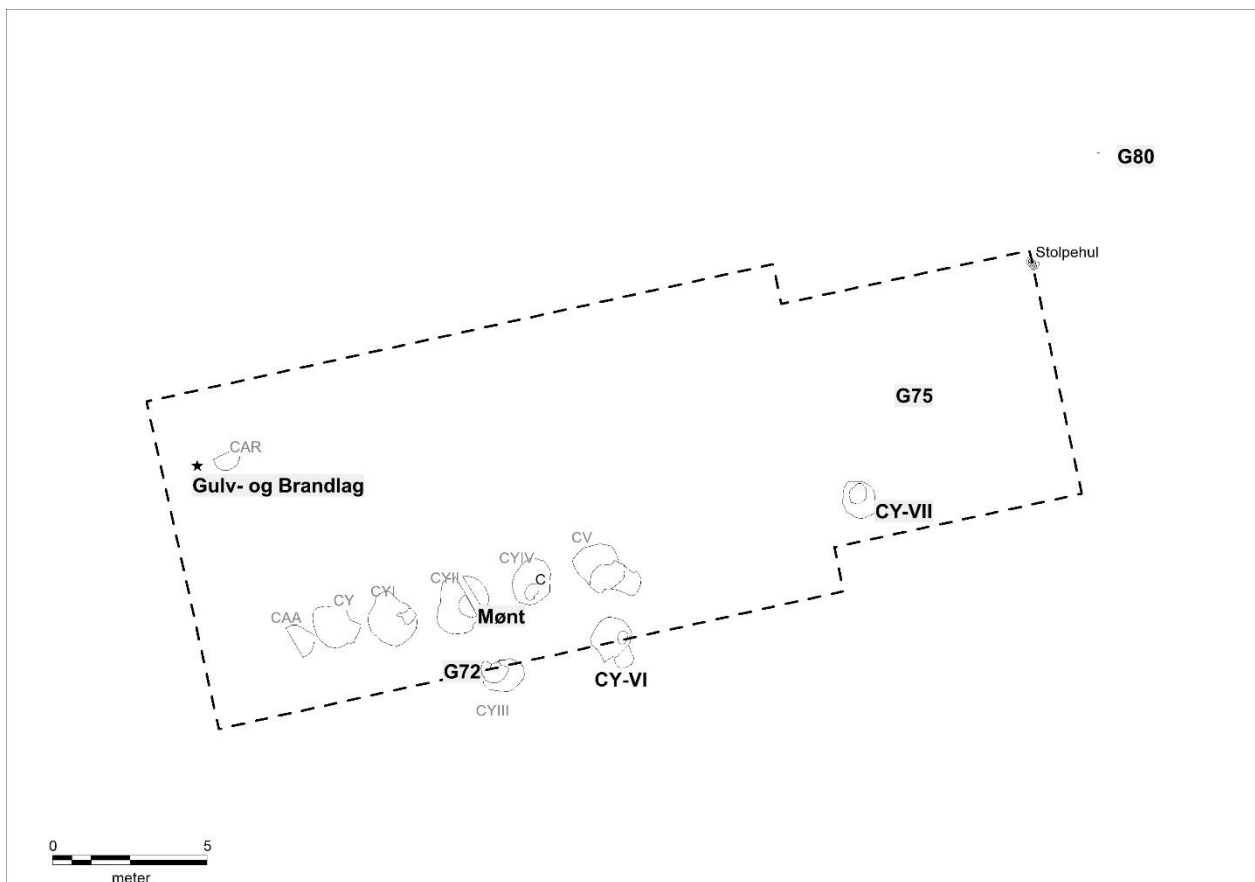 G80
Stolpehul
G75
CAR
Gulv- og Brandlag
CY-VII
CV
CYIV
C
CYII
CYI
CY
CAA
Mønt
G72
CY-VI
CYIII
0 5
meter